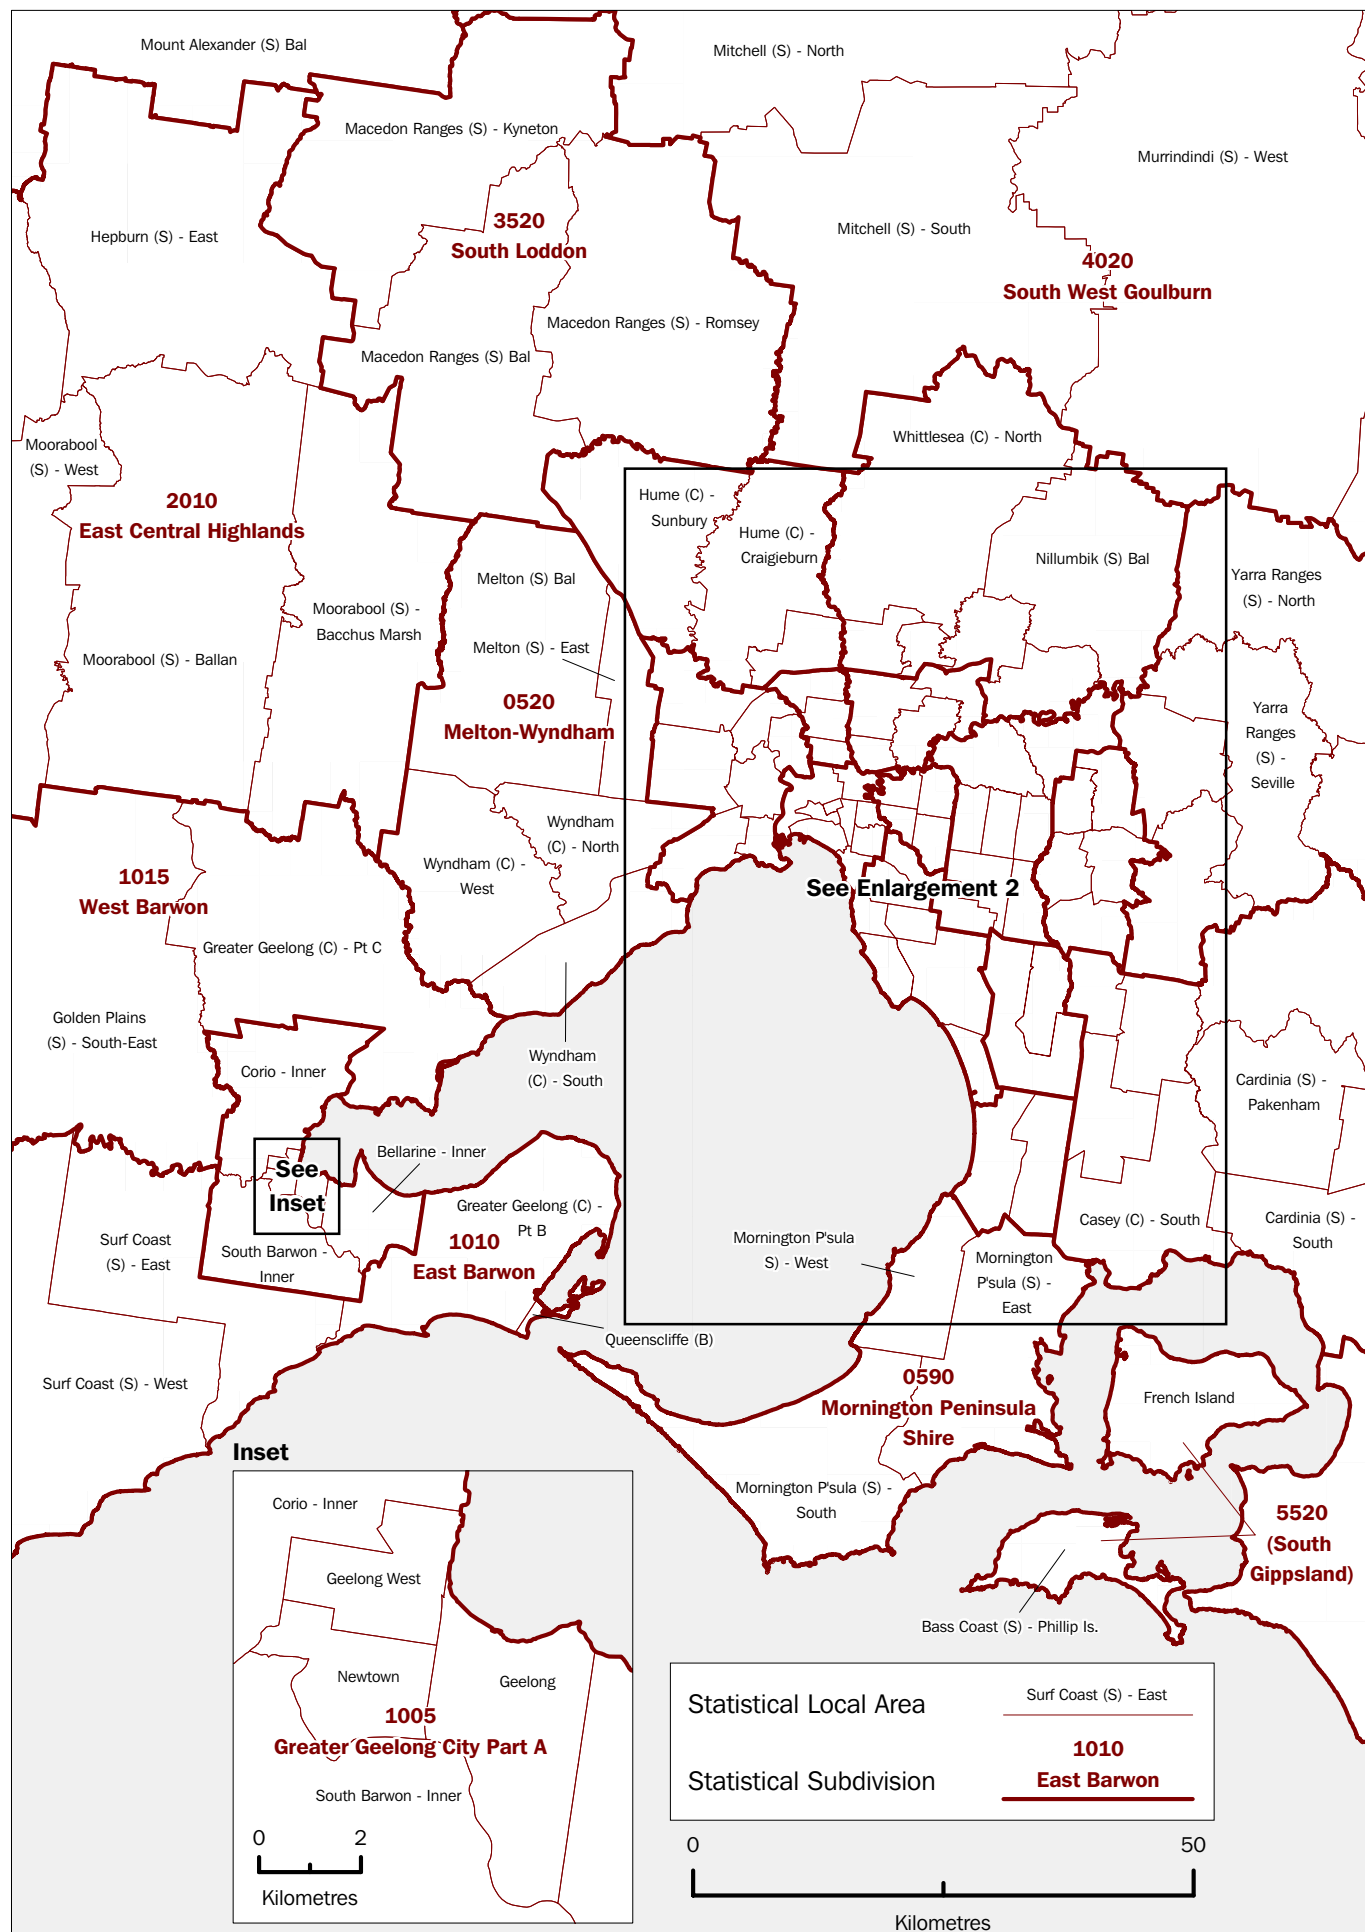 Mount Alexander (S) Bal
Mitchell (S) - North
Macedon Ranges (S) - Kyneton
Murrindindi (S) - West
Hepburn (S) - East
3520
South Loddon
Mitchell (S) - South
4020
South West Goulburn
Macedon Ranges (S) - Romsey
Macedon Ranges (S) Bal
Whittlesea (C) - North
Moorabool
(S) - West
2010
East Central Highlands
Hume (C) -
Sunbury
Hume (C) -
Craigieburn
Nillumbik (S) Bal
Yarra Ranges
(S) - North
Melton (S) Bal
Moorabool (S) -
Bacchus Marsh
Melton (S) - East
Moorabool (S) - Ballan
0520
Melton-Wyndham
Yarra
Ranges
(S) -
Seville
Wyndham
(C) - North
Wyndham (C) -
West
1015
West Barwon
See Enlargement 2
Greater Geelong (C) - Pt C
Golden Plains
(S) - South-East
Wyndham
(C) - South
Corio - Inner
Cardinia (S) -
Pakenham
See
Inset
Bellarine - Inner
Greater Geelong (C) -
Pt B
Surf Coast
(S) - East
South Barwon -
Inner
1010
East Barwon
Mornington P'sula
S) - West
Casey (C) - South
Cardinia (S) -
South
Mornington
P'sula (S) -
East
Queenscliffe (B)
Surf Coast (S) - West
0590
Mornington Peninsula
Shire
French Island
Mornington P'sula (S) -
South
5520
(South
Gippsland)
Bass Coast (S) - Phillip Is.
Inset
Corio - Inner
Geelong West
Newtown
Geelong
1005
Greater Geelong City Part A
South Barwon - Inner
0 2
Kilometres
Statistical Local Area
Surf Coast (S) - East
Statistical Subdivision
1010
East Barwon
0 50
Kilometres